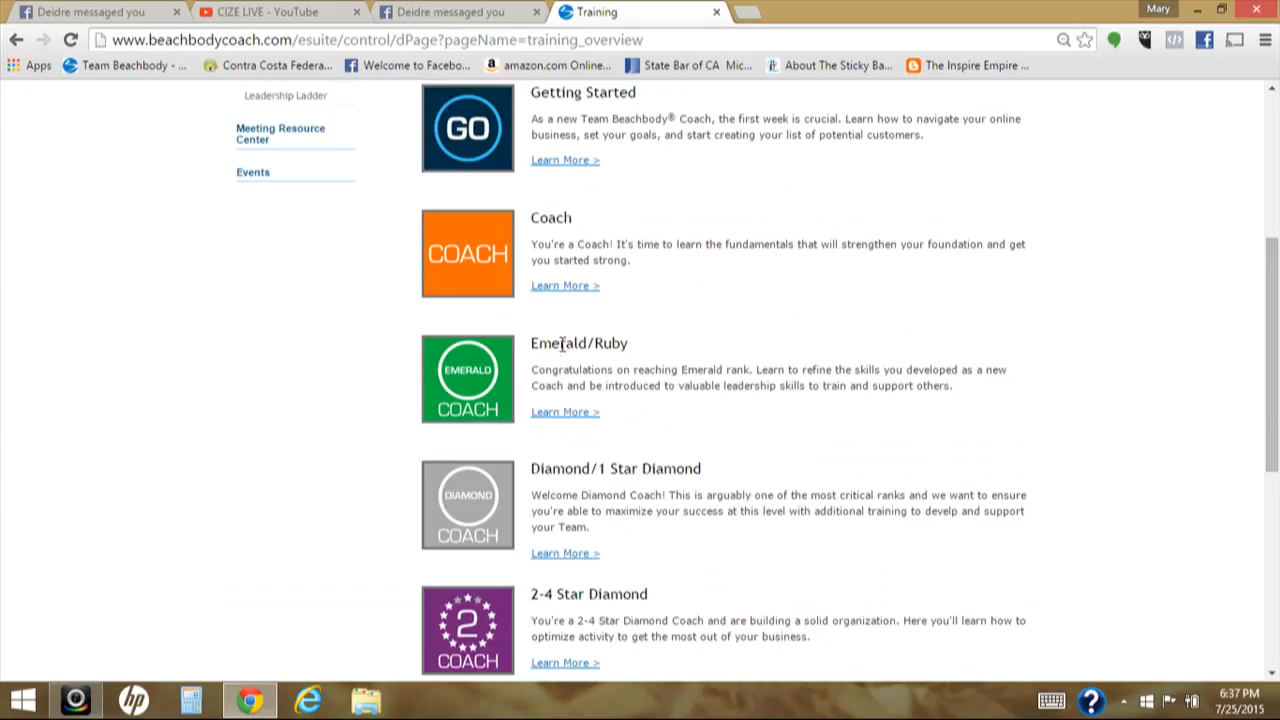 Deidre messaged you
CIZE LIVE - YouTube
Deidre messaged you
Training
Mary
www.beachbodycoach.com/esuite/control/dPage?pageName=training_overview
Apps
Team Beachbody - ...
Contra Costa Federa...
Welcome to Facebo...
amazon.com Online...
State Bar of CA Mic...
About The Sticky Ba...
The Inspire Empire ...
Leadership Ladder
Meeting Resource
Center
Events
GO
Getting Started
As a new Team Beachbody® Coach, the first week is crucial. Learn how to navigate your online
business, set your goals, and start creating your list of potential customers.
Learn More >
COACH
Coach
You're a Coach! It's time to learn the fundamentals that will strengthen your foundation and get
you started strong.
Learn More >
EMERALD
COACH
Emerald/Ruby
Congratulations on reaching Emerald rank. Learn to refine the skills you developed as a new
Coach and be introduced to valuable leadership skills to train and support others.
Learn More >
DIAMOND
COACH
Diamond/1 Star Diamond
Welcome Diamond Coach! This is arguably one of the most critical ranks and we want to ensure
you're able to maximize your success at this level with additional training to develp and support
your Team.
Learn More >
2
COACH
2-4 Star Diamond
You're a 2-4 Star Diamond Coach and are building a solid organization. Here you'll learn how to
optimize activity to get the most out of your business.
Learn More >
hp
6:37 PM
7/25/2015